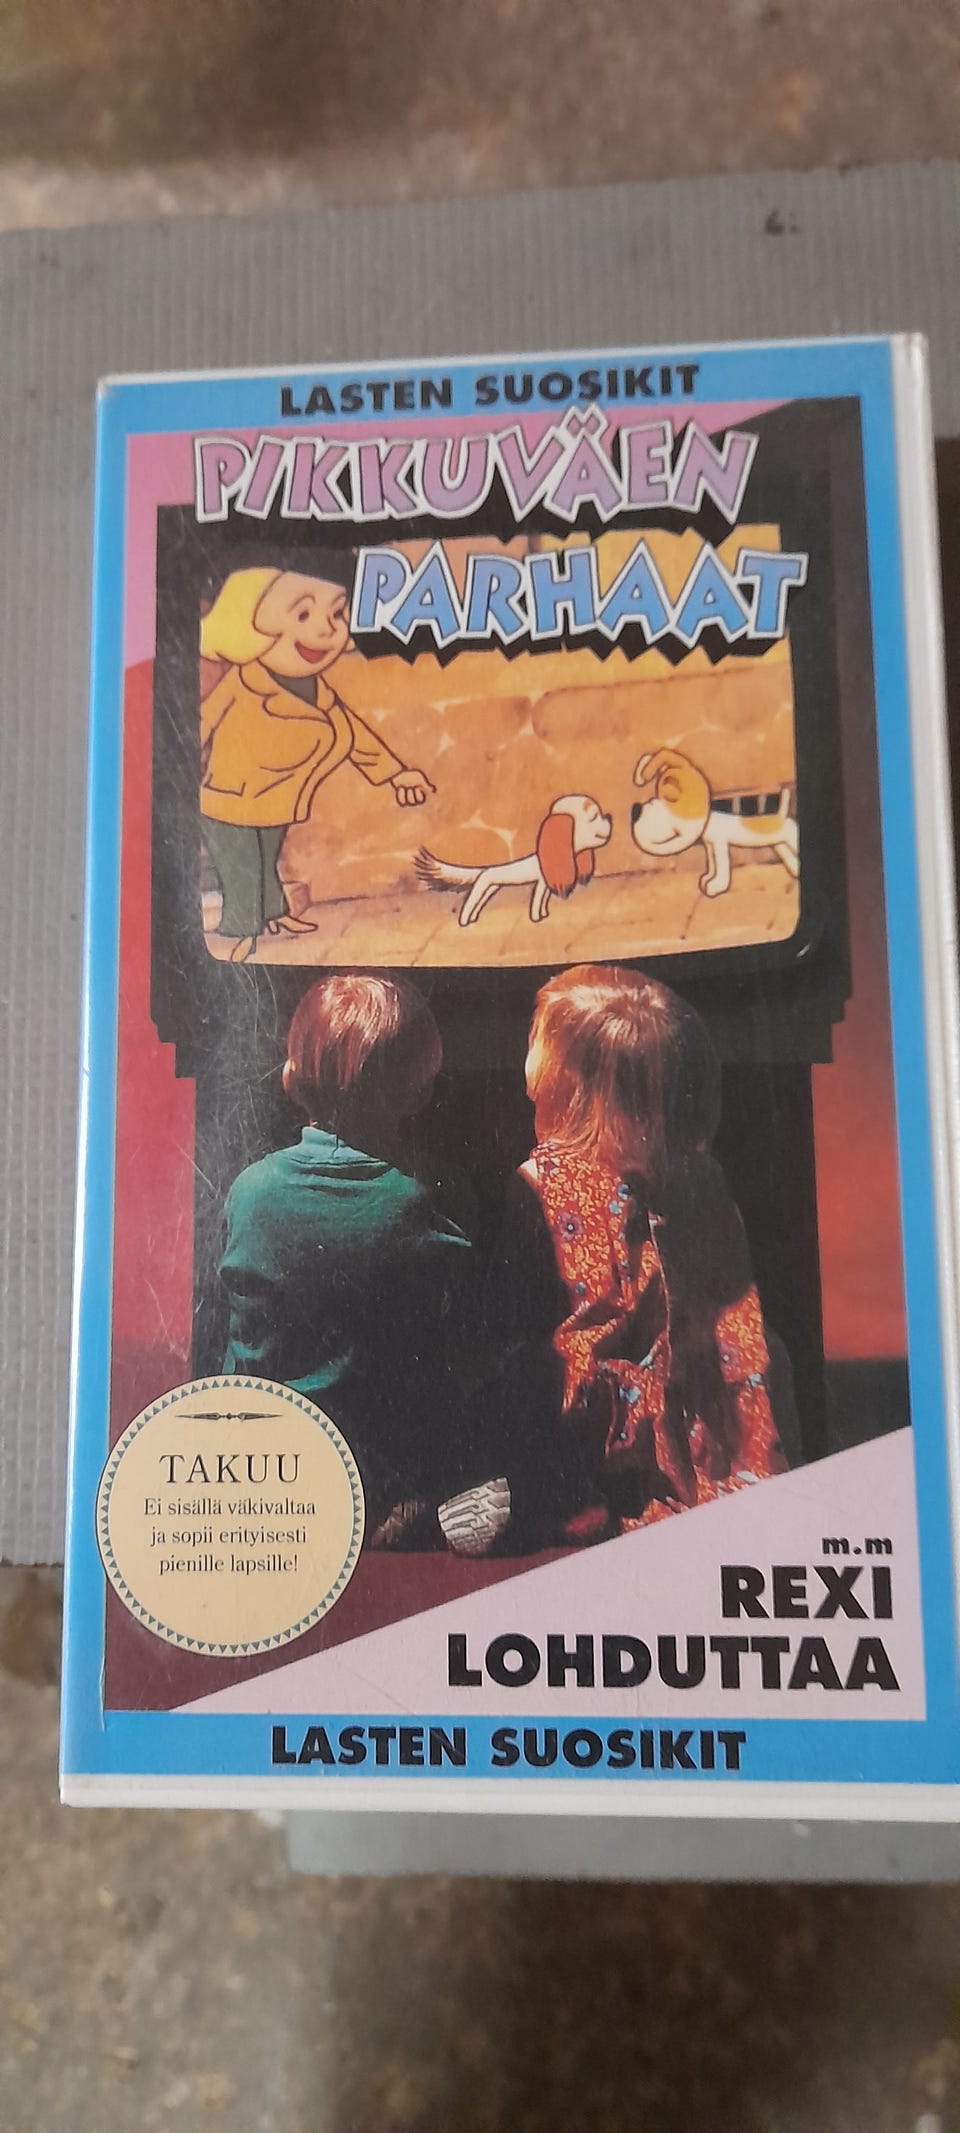 LASTEN SUOSIKIT
PIKKUVÄEN
PARHAAT
TAKUU
Ei sisällä väkivaltaa
ja sopii erityisesti
pienille lapsille!
m.m
REXI
LOHDUTTAA
LASTEN SUOSIKIT